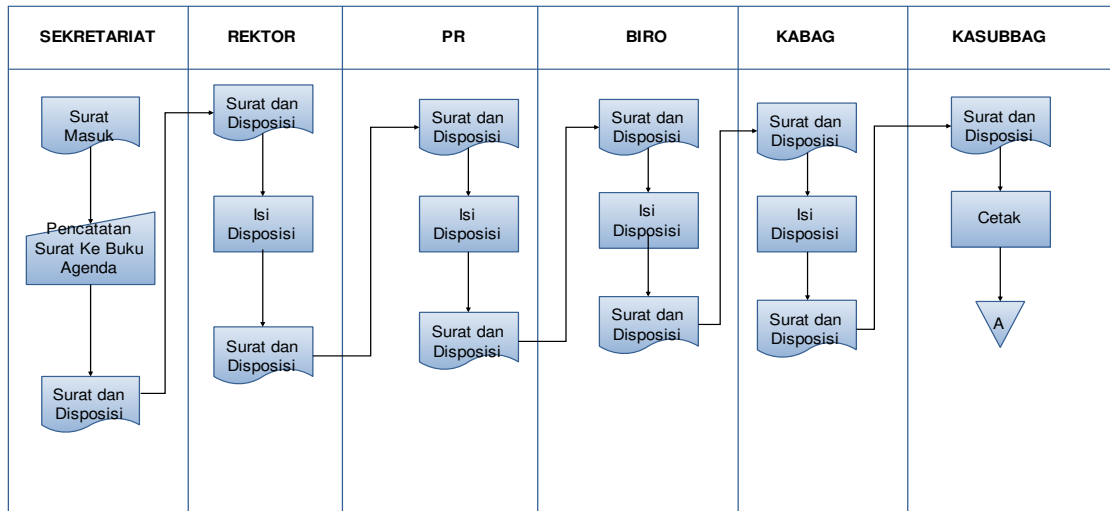 SEKRETARIAT
REKTOR
PR
BIRO
KABAG
KASUBBAG
Surat
Masuk
Pencatatan
Surat Ke Buku
Agenda
Surat dan
Disposisi
Surat dan
Disposisi
Isi
Disposisi
Surat dan
Disposisi
Surat dan
Disposisi
Isi
Disposisi
Surat dan
Disposisi
Surat dan
Disposisi
Isi
Disposisi
Surat dan
Disposisi
Surat dan
Disposisi
Isi
Disposisi
Surat dan
Disposisi
Surat dan
Disposisi
Cetak
A